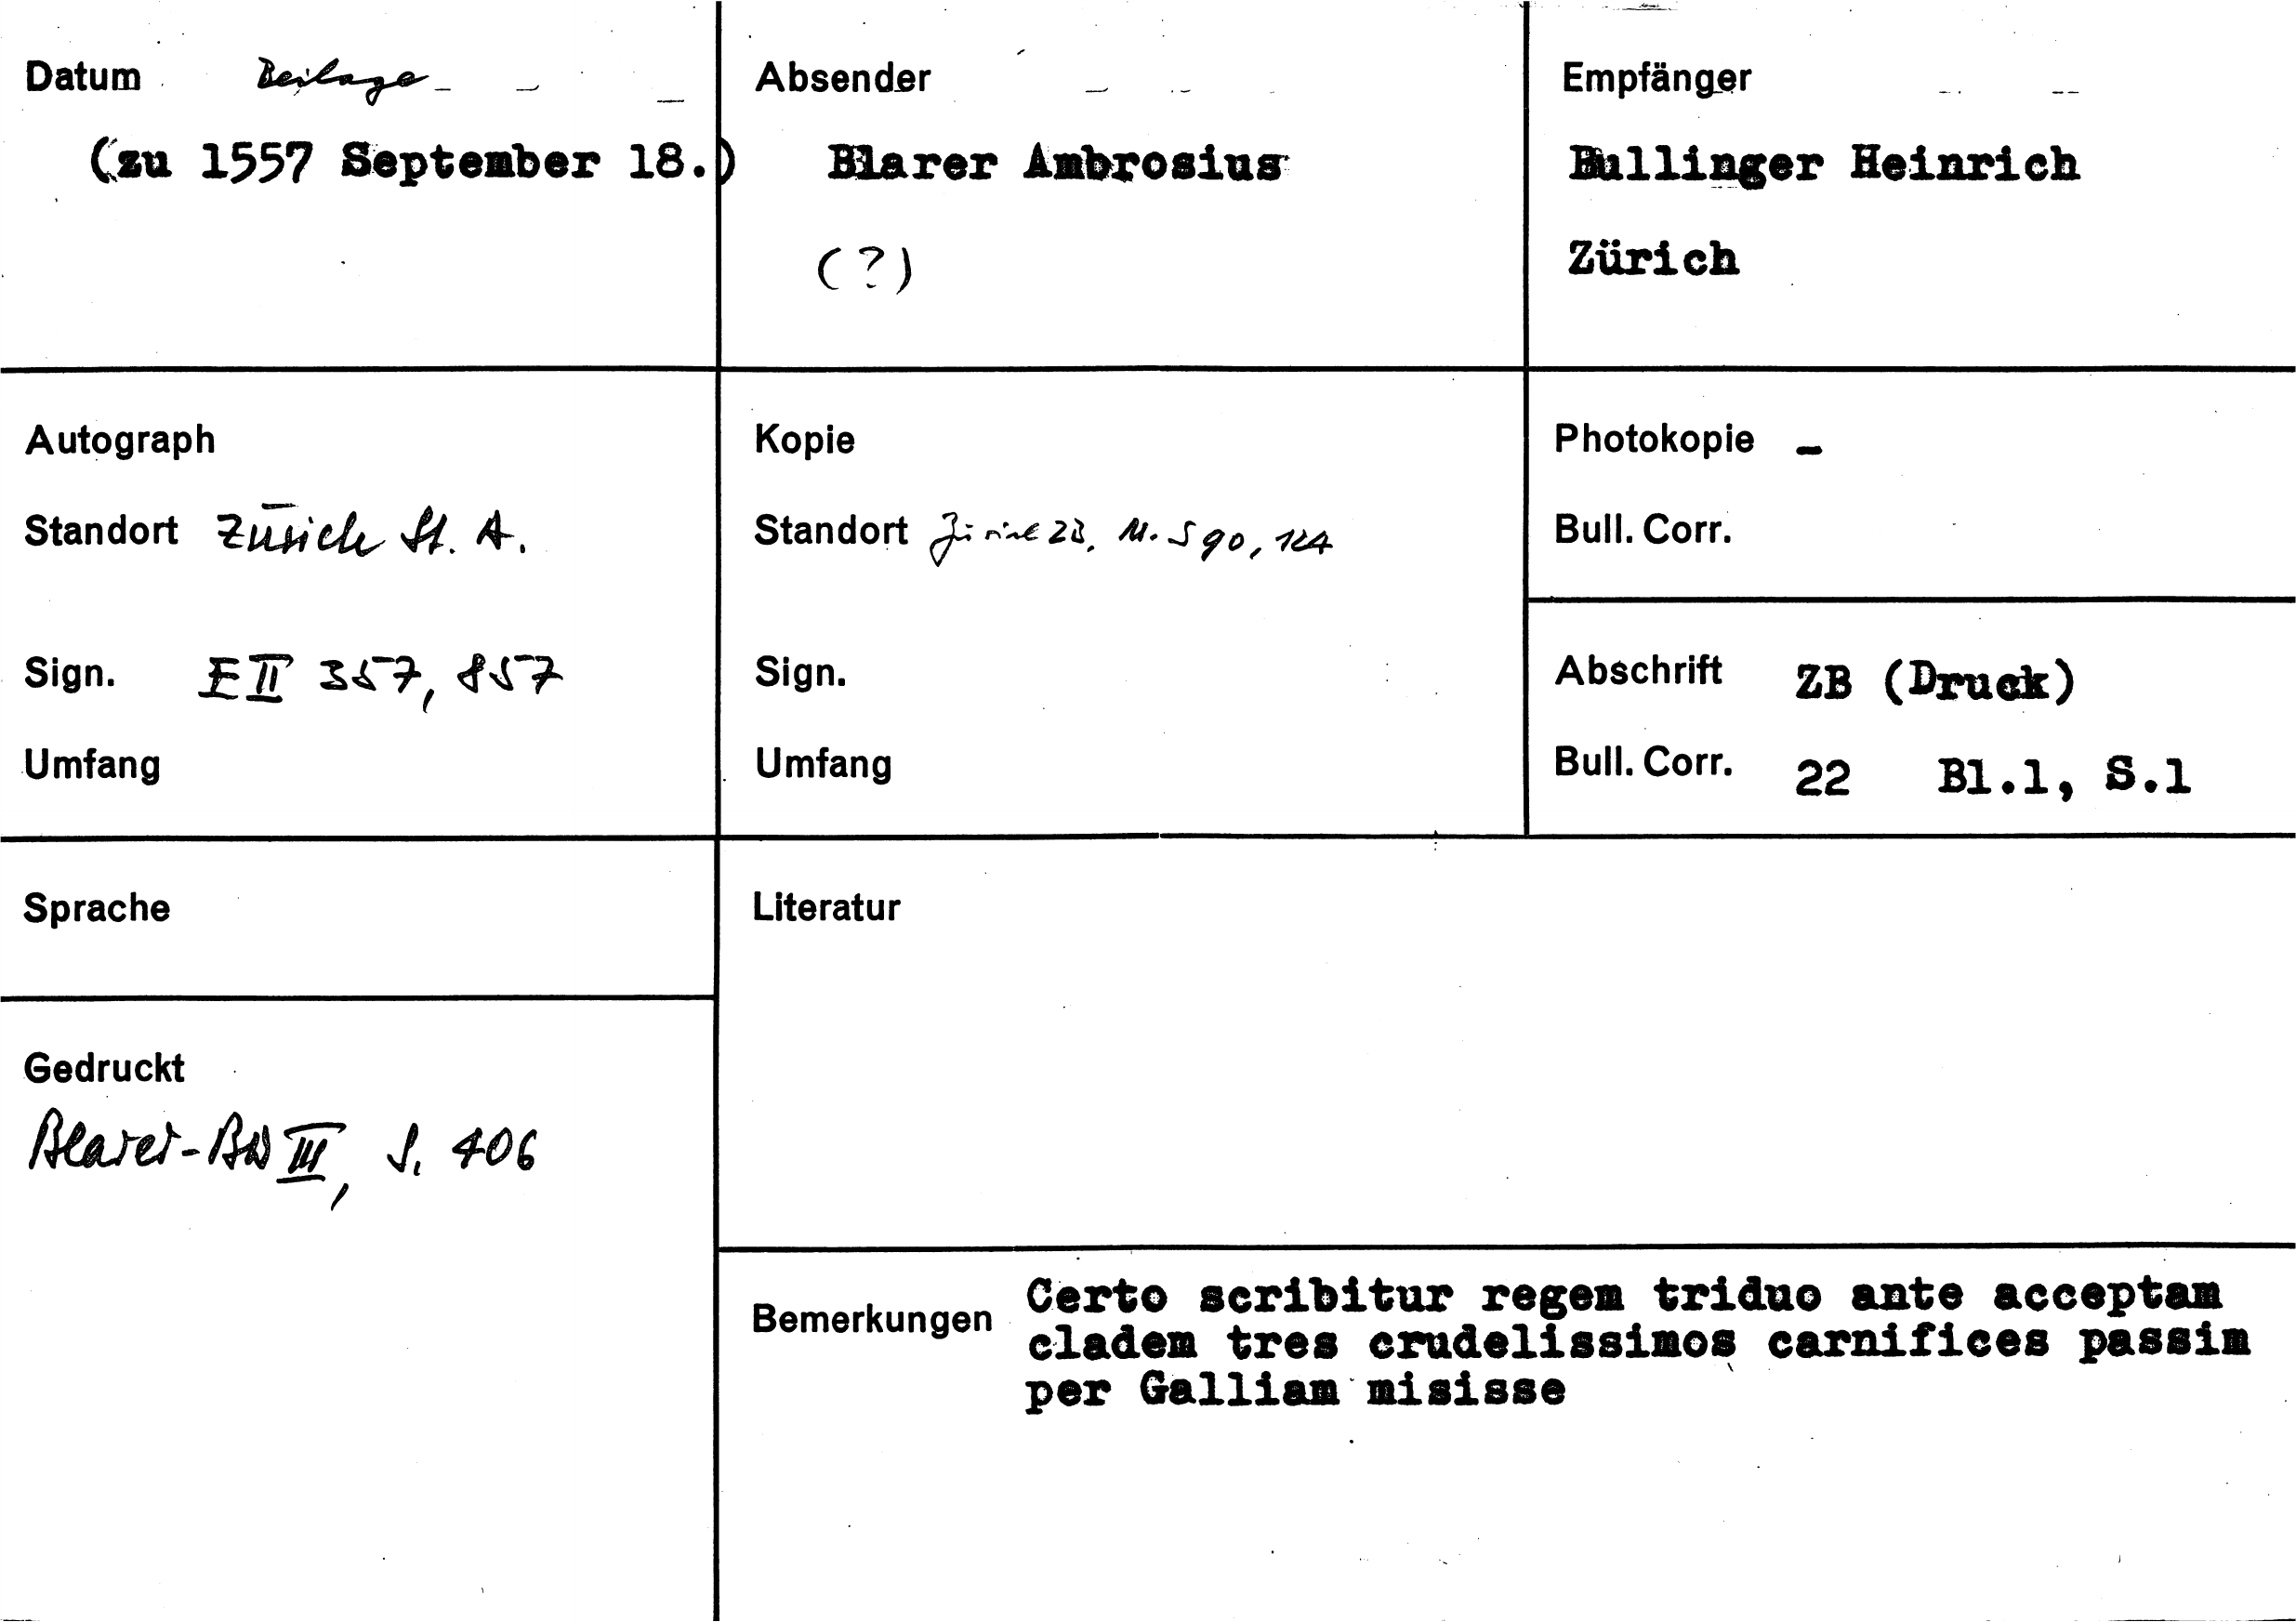 Datum Beilage
(zu 1557 September 18.)
Absender
Blarer Ambrosius
(?)
Empfänger
Bullinger Heinrich
Zürich
Autograph
Standort Zürich St. A.
Sign. E II 357, 857
Umfang
Kopie
Standort Zürich ZB, Ms S 90, 124
Sign.
Umfang
Photokopie -
Bull. Corr.
Abschrift ZB (Druck)
Bull. Corr. 22 Bl.1, S.1
Sprache
Literatur
Gedruckt
Blarer-BW III, S. 406
Bemerkungen Certo scribitur regem triduo ante acceptam
cladem tres crudelissimos carnifices passim
per Galliam misisse